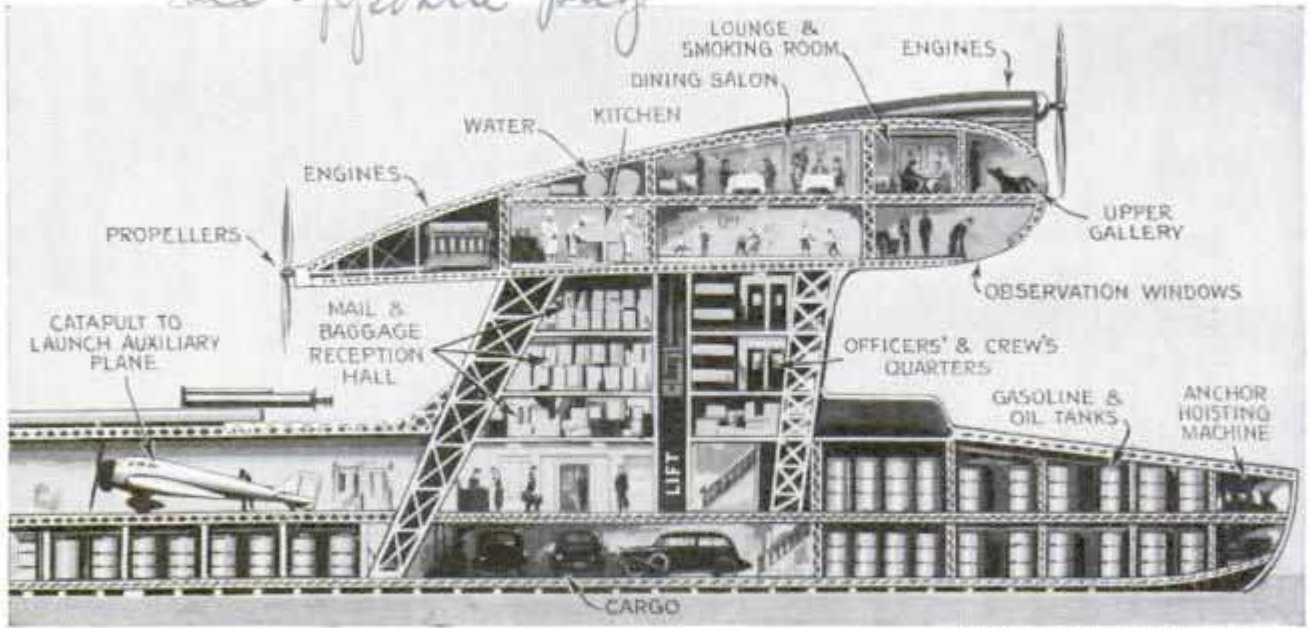 LOUNGE &
SMOKING ROOM
ENGINES
DINING SALON
KITCHEN
WATER
ENGINES
PROPELLERS
UPPER
GALLERY
OBSERVATION WINDOWS
MAIL &
BAGGAGE
RECEPTION
HALL
CATAPULT TO
LAUNCH AUXILIARY
PLANE
OFFICERS' & CREW'S
QUARTERS
GASOLINE &
OIL TANKS
ANCHOR
HOISTING
MACHINE
LIFT
CARGO